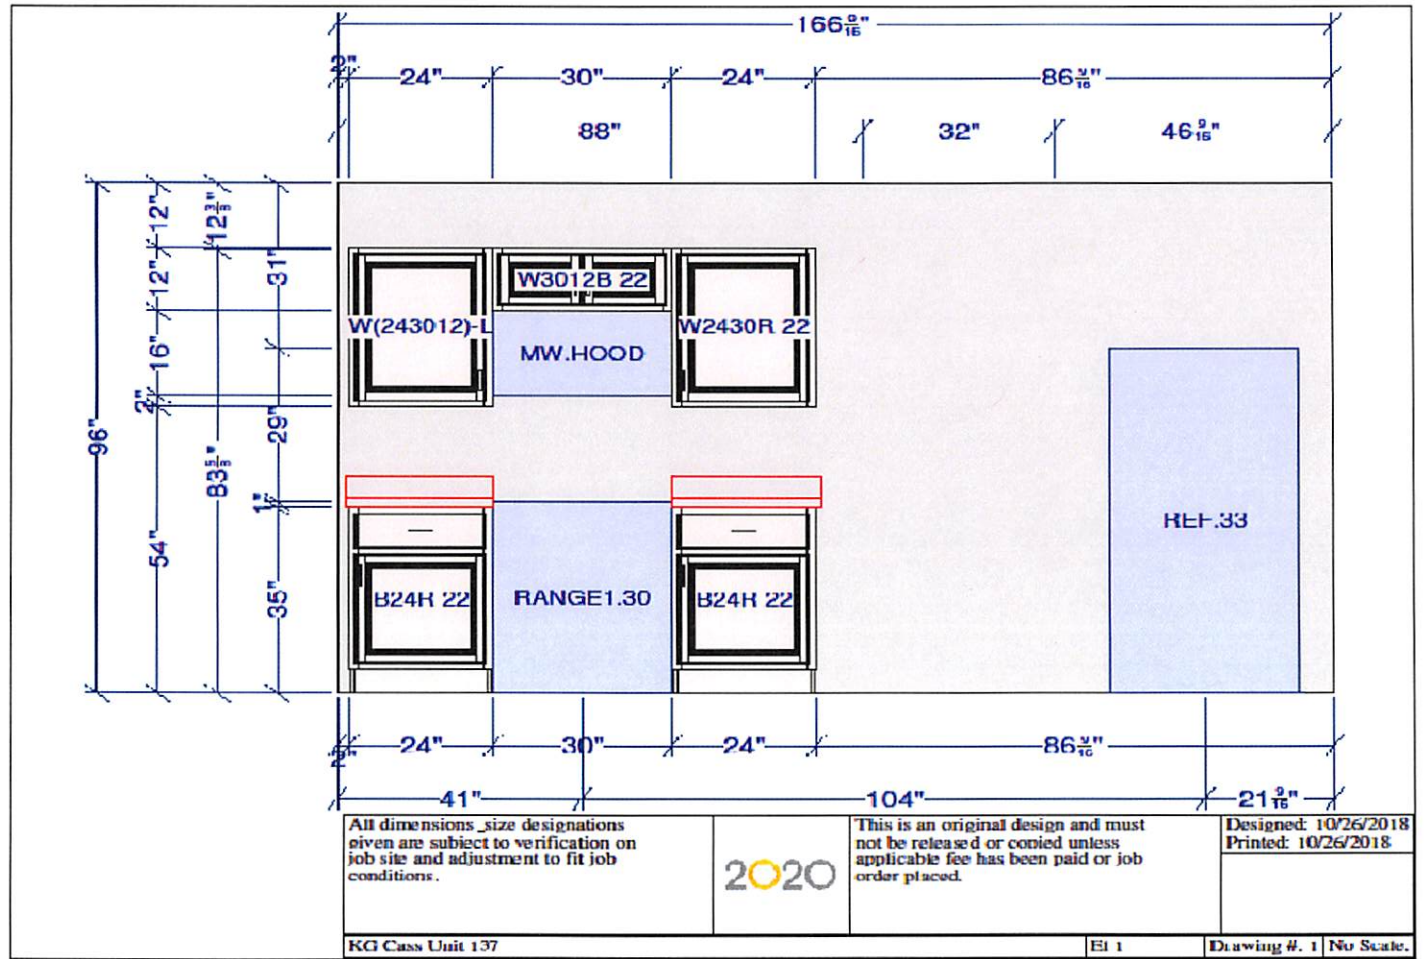 166 9/16"
2" 24" 30" 24" 86 9/16"
88" 32" 46 9/16"
12" 12 3/8" 31"
12"
16"
2"
29"
96"
83 5/8"
1"
54"
35"
W3012B 22
W(243012)-L
MW.HOOD
W2430R 22
REF.33
B24R 22
RANGE1.30
B24R 22
2" 24" 30" 24" 86 9/16"
41" 104" 21 9/16"
All dimensions _size designations
given are subject to verification on
job site and adjustment to fit job
conditions.
2020
This is an original design and must
not be released or copied unless
applicable fee has been paid or job
order placed.
Designed: 10/26/2018
Printed: 10/26/2018
KG Cass Unit 137
El 1
Drawing #. 1
No Scale.